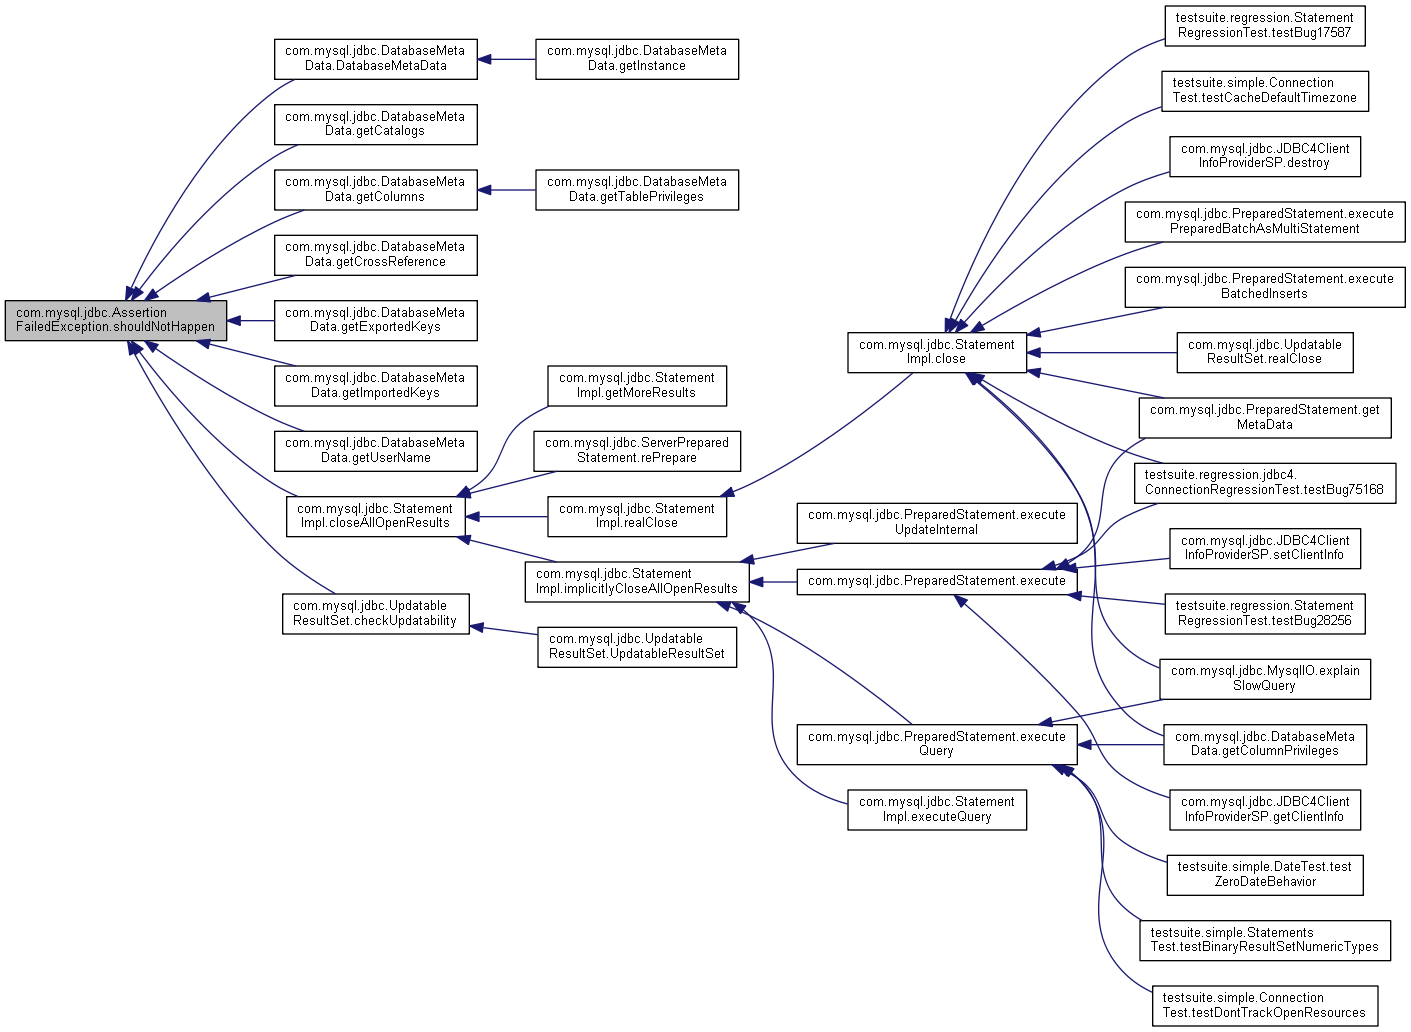 com.mysql.jdbc.Assertion
FailedException.shouldNotHappen
com.mysql.jdbc.DatabaseMeta
Data.DatabaseMetaData
com.mysql.jdbc.DatabaseMeta
Data.getInstance
com.mysql.jdbc.DatabaseMeta
Data.getCatalogs
com.mysql.jdbc.DatabaseMeta
Data.getColumns
com.mysql.jdbc.DatabaseMeta
Data.getTablePrivileges
com.mysql.jdbc.DatabaseMeta
Data.getCrossReference
com.mysql.jdbc.DatabaseMeta
Data.getExportedKeys
com.mysql.jdbc.DatabaseMeta
Data.getImportedKeys
com.mysql.jdbc.DatabaseMeta
Data.getUserName
com.mysql.jdbc.Statement
Impl.closeAllOpenResults
com.mysql.jdbc.Updatable
ResultSet.checkUpdatability
com.mysql.jdbc.Statement
Impl.getMoreResults
com.mysql.jdbc.ServerPrepared
Statement.rePrepare
com.mysql.jdbc.Statement
Impl.realClose
com.mysql.jdbc.Statement
Impl.implicitlyCloseAllOpenResults
com.mysql.jdbc.Updatable
ResultSet.UpdatableResultSet
com.mysql.jdbc.Statement
Impl.close
com.mysql.jdbc.PreparedStatement.execute
UpdateInternal
com.mysql.jdbc.PreparedStatement.execute
com.mysql.jdbc.PreparedStatement.execute
Query
com.mysql.jdbc.Statement
Impl.executeQuery
testsuite.regression.Statement
RegressionTest.testBug17587
testsuite.simple.Connection
Test.testCacheDefaultTimezone
com.mysql.jdbc.JDBC4Client
InfoProviderSP.destroy
com.mysql.jdbc.PreparedStatement.execute
PreparedBatchAsMultiStatement
com.mysql.jdbc.PreparedStatement.execute
BatchedInserts
com.mysql.jdbc.Updatable
ResultSet.realClose
com.mysql.jdbc.PreparedStatement.get
MetaData
testsuite.regression.jdbc4.
ConnectionRegressionTest.testBug75168
com.mysql.jdbc.JDBC4Client
InfoProviderSP.setClientInfo
testsuite.regression.Statement
RegressionTest.testBug28256
com.mysql.jdbc.MysqlIO.explain
SlowQuery
com.mysql.jdbc.DatabaseMeta
Data.getColumnPrivileges
com.mysql.jdbc.JDBC4Client
InfoProviderSP.getClientInfo
testsuite.simple.DateTest.test
ZeroDateBehavior
testsuite.simple.Statements
Test.testBinaryResultSetNumericTypes
testsuite.simple.Connection
Test.testDontTrackOpenResources